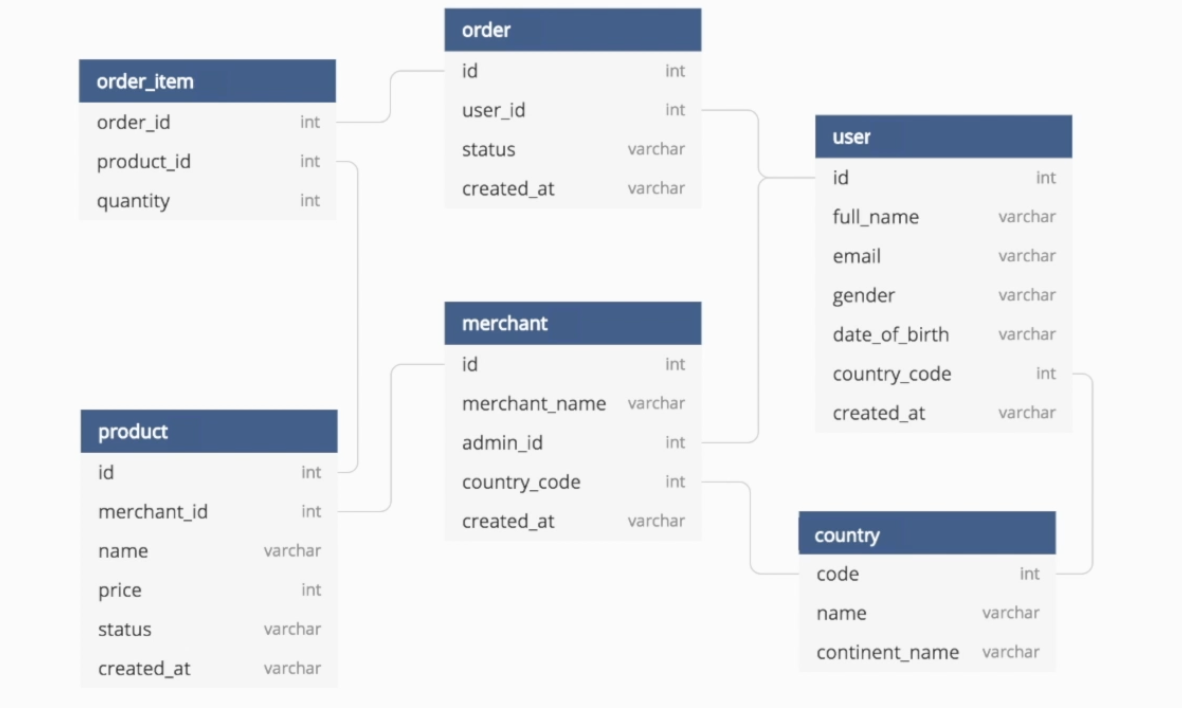 order_item
order_id int
product_id int
quantity int
order
id int
user_id int
status varchar
created_at varchar
user
id int
full_name varchar
email varchar
gender varchar
date_of_birth varchar
country_code int
created_at varchar
merchant
id int
merchant_name varchar
admin_id int
country_code int
created_at varchar
product
id int
merchant_id int
name varchar
price int
status varchar
created_at varchar
country
code int
name varchar
continent_name varchar